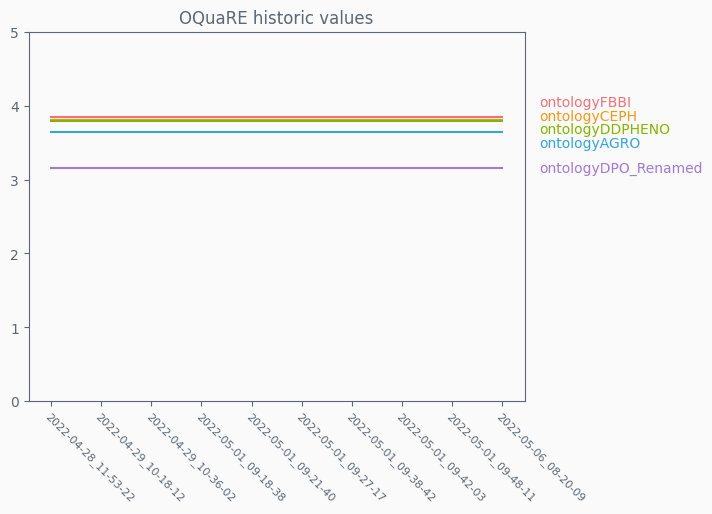 OQuaRE historic values
5
4
3
2
1
0
ontologyFBBI
ontologyCEPH
ontologyDDPHENO
ontologyAGRO
ontologyDPO_Renamed
2022-04-28_11-53-22
2022-04-29_10-18-12
2022-04-29_10-36-02
2022-05-01_09-18-38
2022-05-01_09-21-40
2022-05-01_09-27-17
2022-05-01_09-38-42
2022-05-01_09-42-03
2022-05-01_09-48-11
2022-05-06_08-20-09